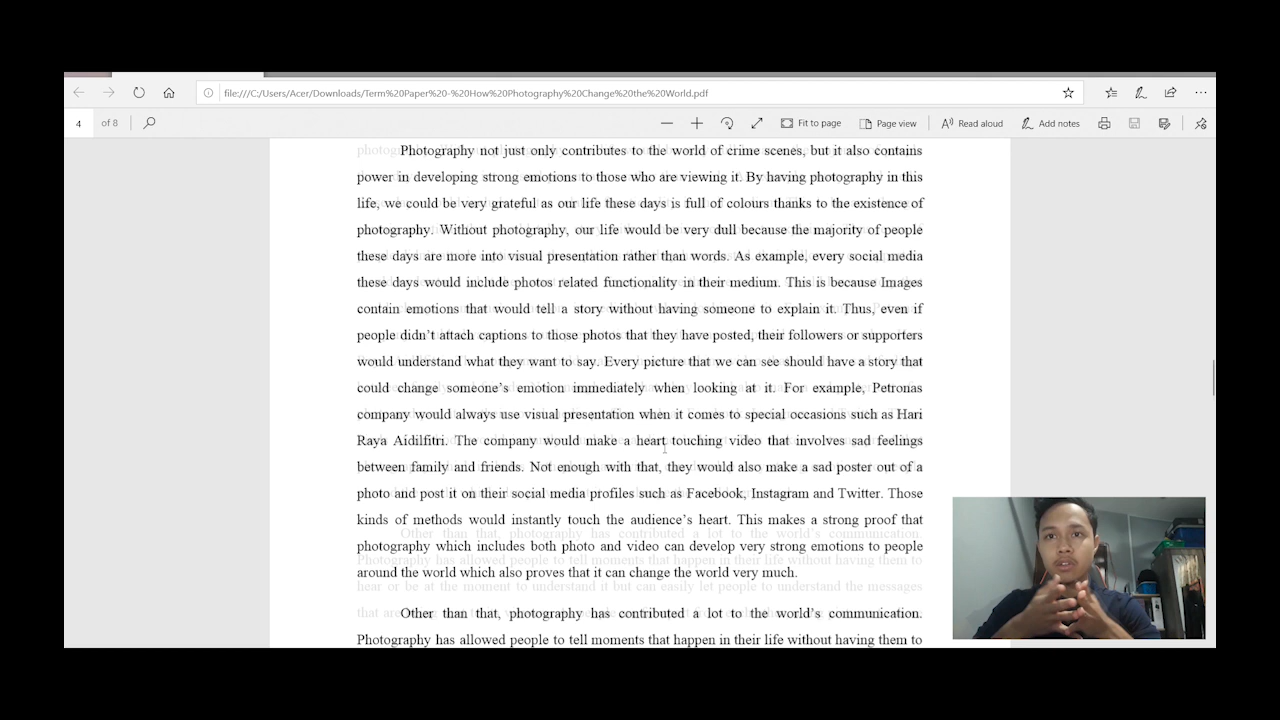 file:///C:/Users/Acer/Downloads/Term%20Paper%20-%20How%20Photography%20Change%20the%20World.pdf
4 of 8 Fit to page Page view Read aloud Add notes
Photography not just only contributes to the world of crime scenes, but it also contains
power in developing strong emotions to those who are viewing it. By having photography in this
life, we could be very grateful as our life these days is full of colours thanks to the existence of
photography. Without photography, our life would be very dull because the majority of people
these days are more into visual presentation rather than words. As example, every social media
these days would include photos related functionality in their medium. This is because Images
contain emotions that would tell a story without having someone to explain it. Thus, even if
people didn't attach captions to those photos that they have posted, their followers or supporters
would understand what they want to say. Every picture that we can see should have a story that
could change someone's emotion immediately when looking at it. For example, Petronas
company would always use visual presentation when it comes to special occasions such as Hari
Raya Aidilfitri. The company would make a heart touching video that involves sad feelings
between family and friends. Not enough with that, they would also make a sad poster out of a
photo and post it on their social media profiles such as Facebook, Instagram and Twitter. Those
kinds of methods would instantly touch the audience's heart. This makes a strong proof that
photography which includes both photo and video can develop very strong emotions to people
around the world which also proves that it can change the world very much.
Other than that, photography has contributed a lot to the world's communication.
Photography has allowed people to tell moments that happen in their life without having them to